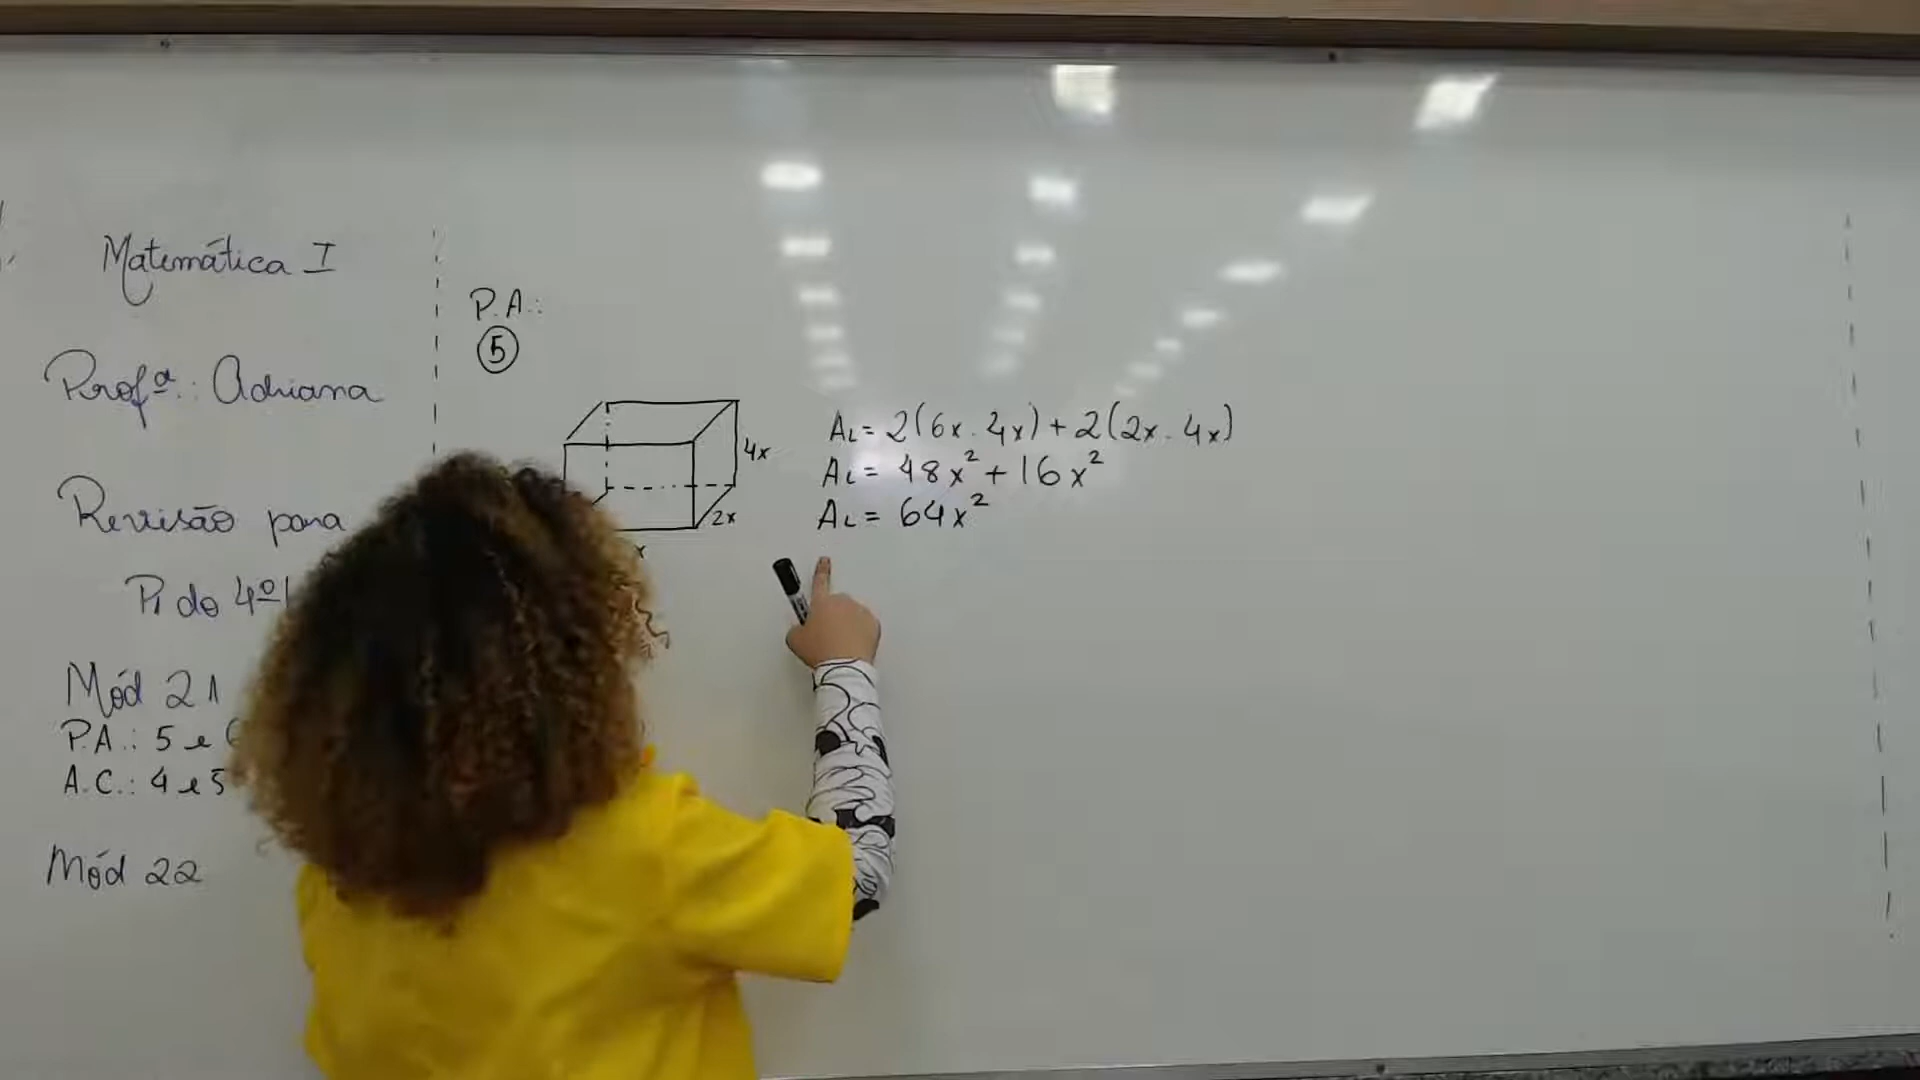 Matemática I
Profª.: Adriana
Revisão para
P1 do 4º
Mód 21
P.A.: 5 e
A.C.: 4 e 5
Mód 22
P.A.:
5
4x
2x
x
AL = 2(6x . 4x) + 2(2x . 4x)
AL = 48x² + 16x²
AL = 64x²